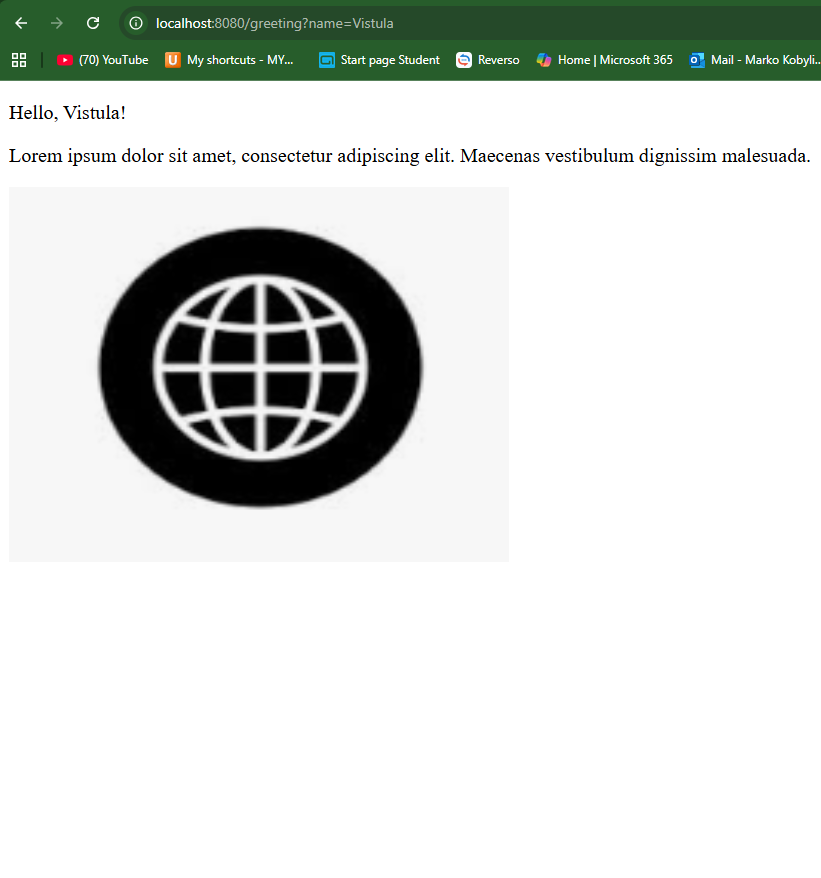 localhost:8080/greeting?name=Vistula
(70) YouTube U My shortcuts - MY... Start page Student Reverso Home | Microsoft 365 Mail - Marko Kobyli...
Hello, Vistula!
Lorem ipsum dolor sit amet, consectetur adipiscing elit. Maecenas vestibulum dignissim malesuada.